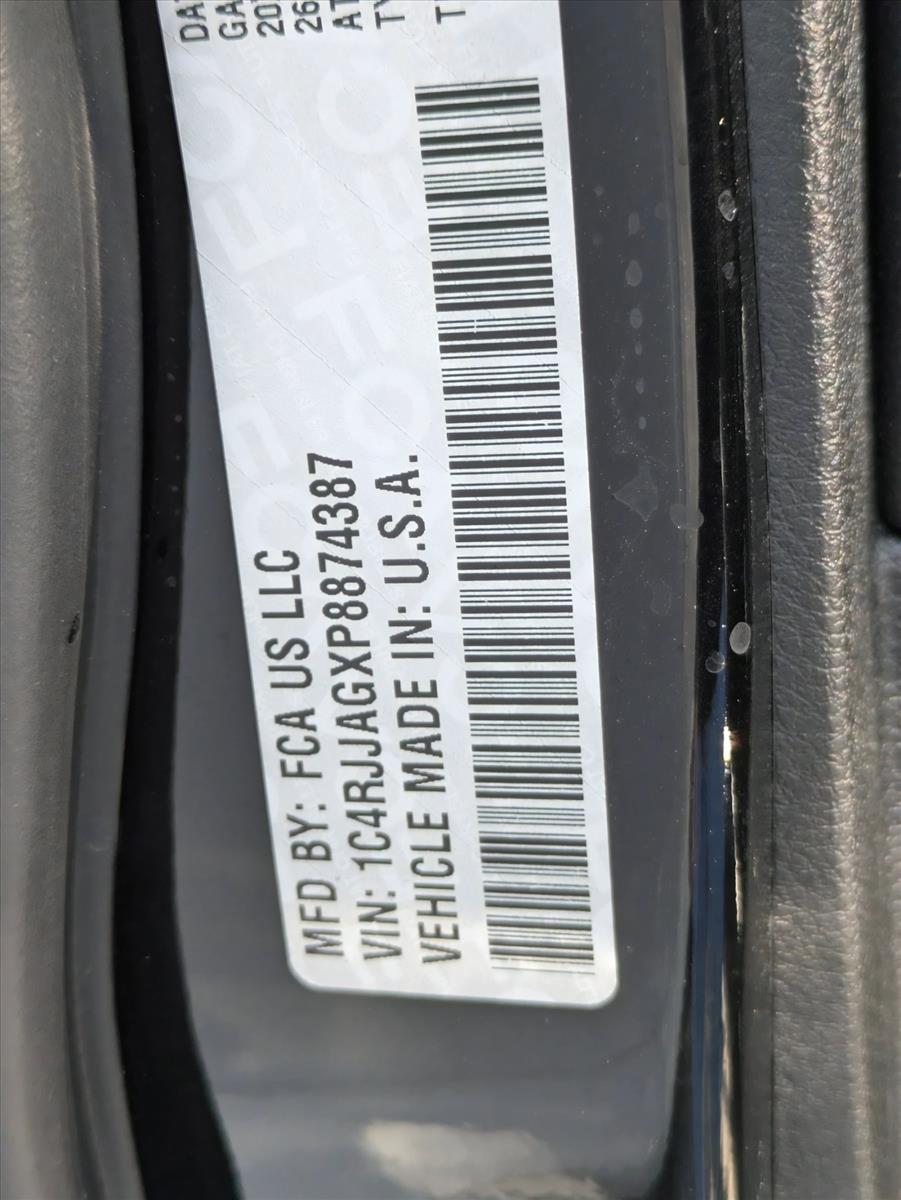 MFD BY: FCA US LLC
VIN: 1C4RJJAGXP8874387
VEHICLE MADE IN: U.S.A.